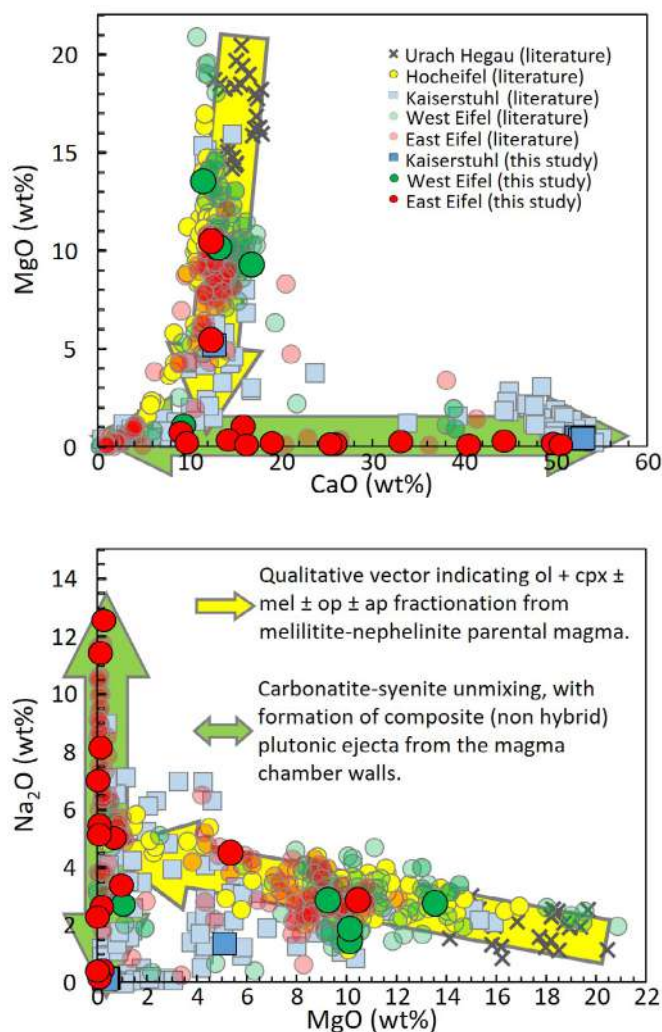 20
15
10
5
0
MgO (wt%)
Urach Hegau (literature)
Hocheifel (literature)
Kaiserstuhl (literature)
West Eifel (literature)
East Eifel (literature)
Kaiserstuhl (this study)
West Eifel (this study)
East Eifel (this study)
0 10 20 30 40 50 60
CaO (wt%)
14
12
10
8
6
4
2
0
Na2O (wt%)
Qualitative vector indicating ol + cpx ±
mel ± op ± ap fractionation from
melilitite-nephelinite parental magma.
Carbonatite-syenite unmixing, with
formation of composite (non hybrid)
plutonic ejecta from the magma
chamber walls.
0 2 4 6 8 10 12 14 16 18 20 22
MgO (wt%)